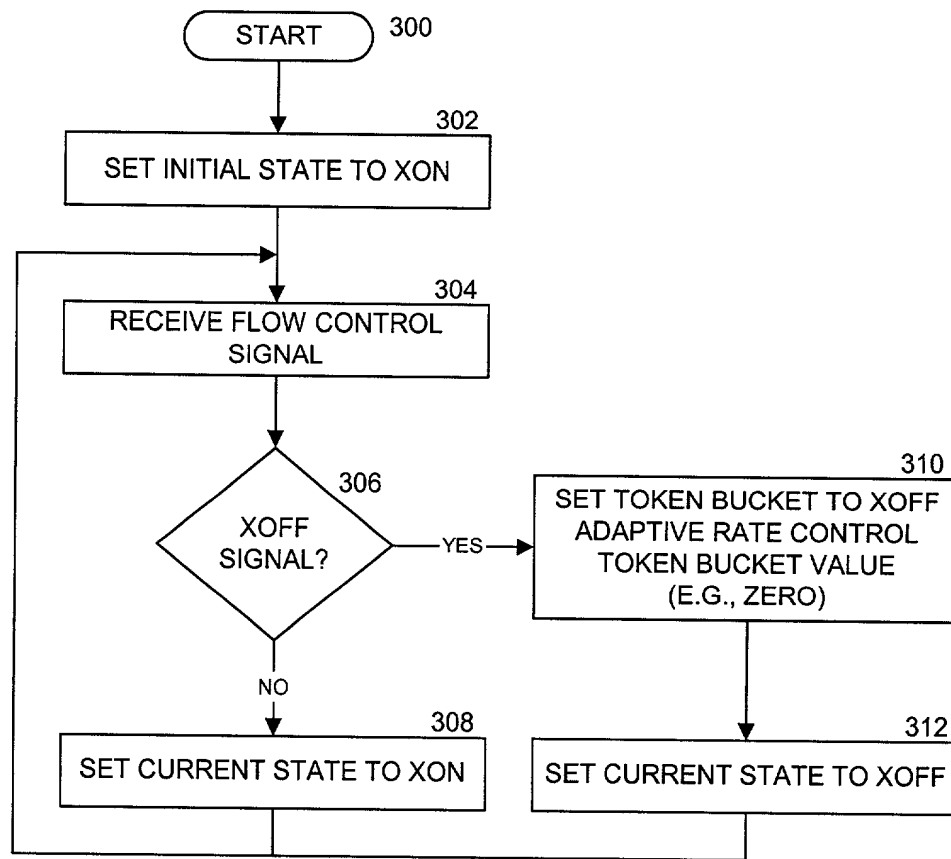 START
300
302
SET INITIAL STATE TO XON
304
RECEIVE FLOW CONTROL
SIGNAL
306
XOFF
SIGNAL?
YES
310
SET TOKEN BUCKET TO XOFF
ADAPTIVE RATE CONTROL
TOKEN BUCKET VALUE
(E.G., ZERO)
NO
308
SET CURRENT STATE TO XON
312
SET CURRENT STATE TO XOFF